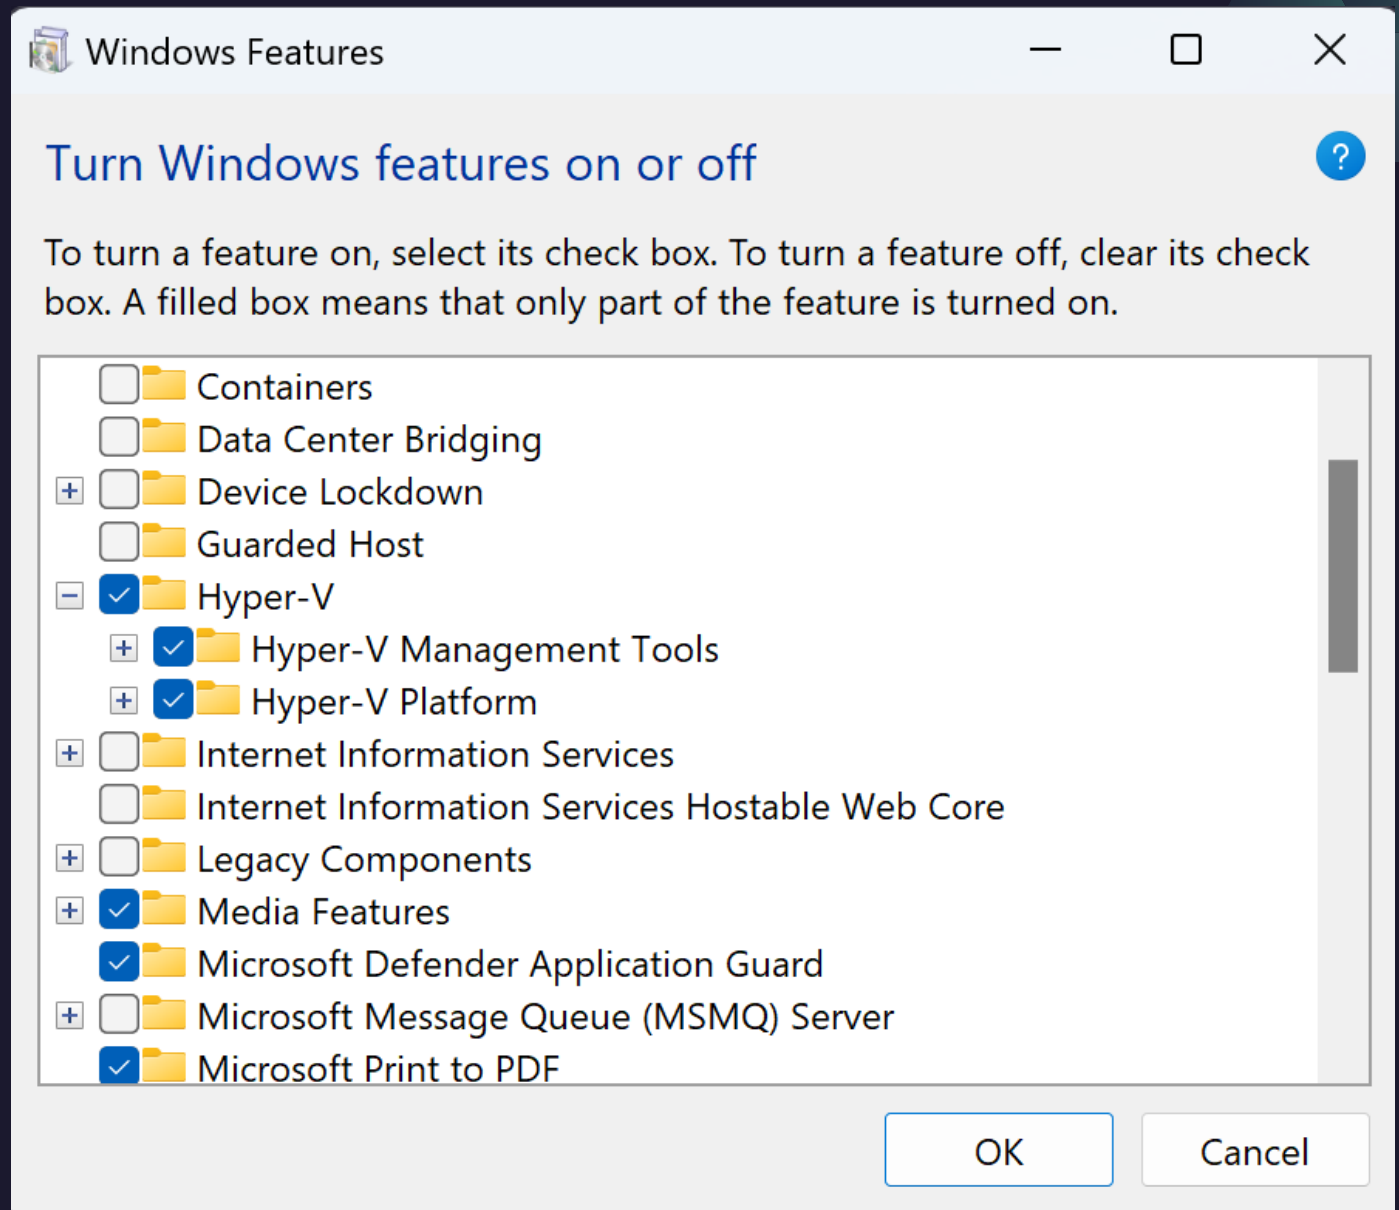 Windows Features
Turn Windows features on or off
?
To turn a feature on, select its check box. To turn a feature off, clear its check
box. A filled box means that only part of the feature is turned on.
Containers
Data Center Bridging
Device Lockdown
Guarded Host
Hyper-V
Hyper-V Management Tools
Hyper-V Platform
Internet Information Services
Internet Information Services Hostable Web Core
Legacy Components
Media Features
Microsoft Defender Application Guard
Microsoft Message Queue (MSMQ) Server
Microsoft Print to PDF
OK Cancel